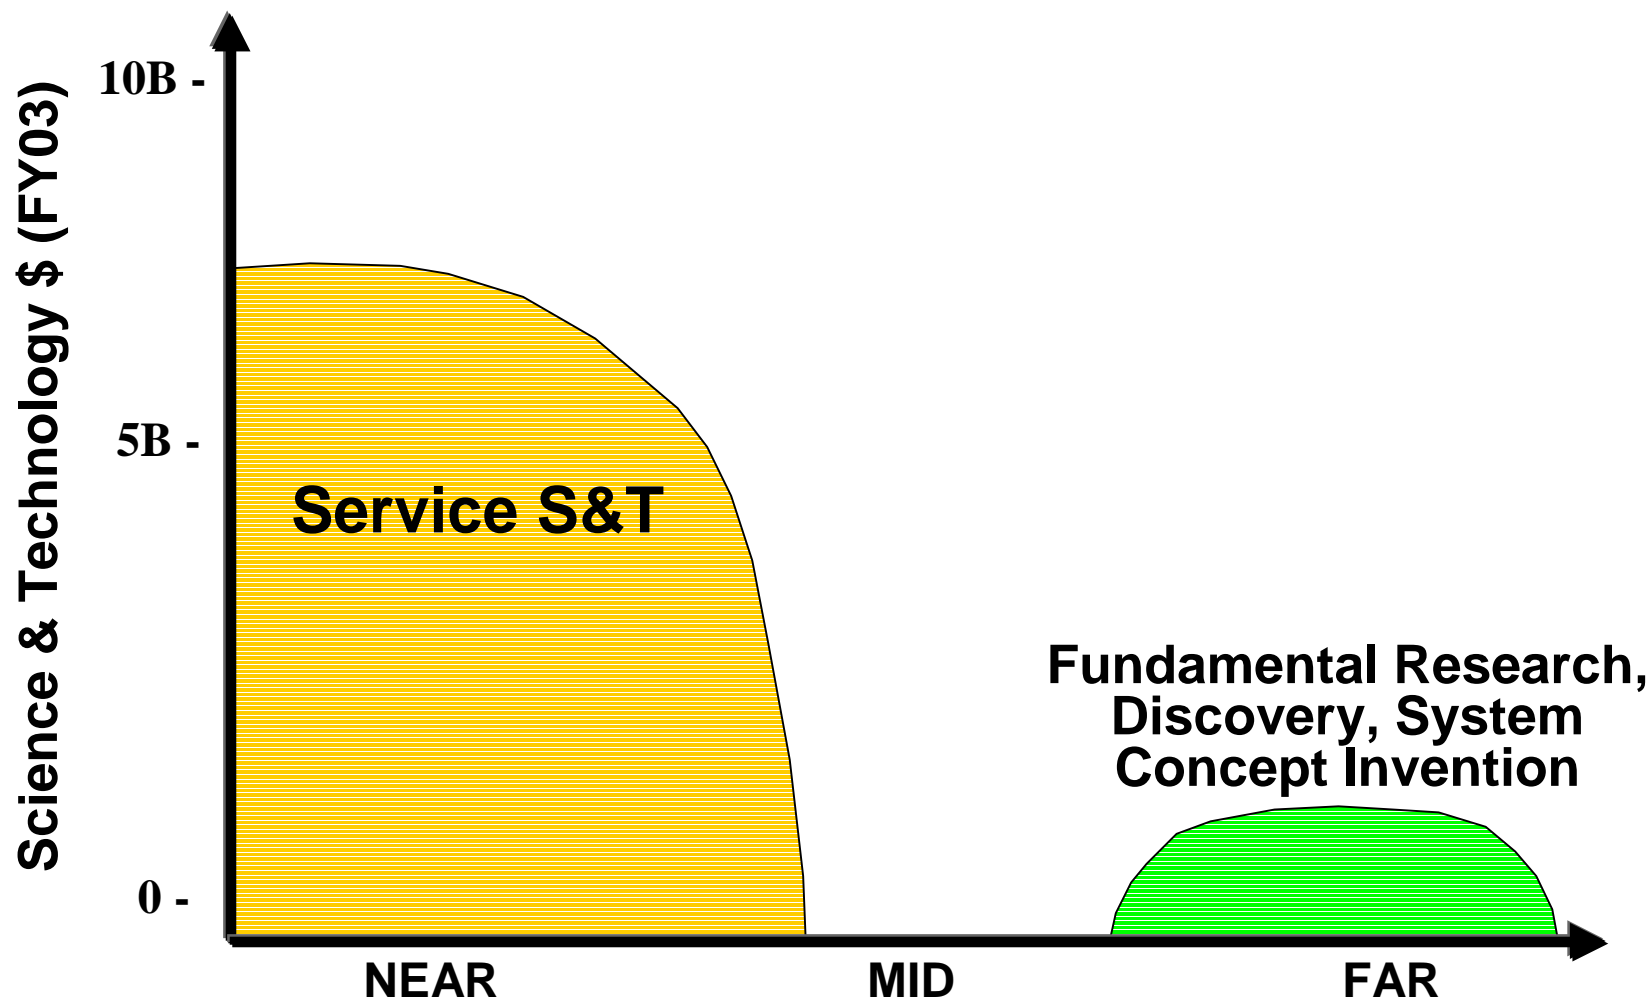 Science & Technology $ (FY03)
10B -
5B -
0 -
Service S&T
Fundamental Research,
Discovery, System
Concept Invention
NEAR
MID
FAR